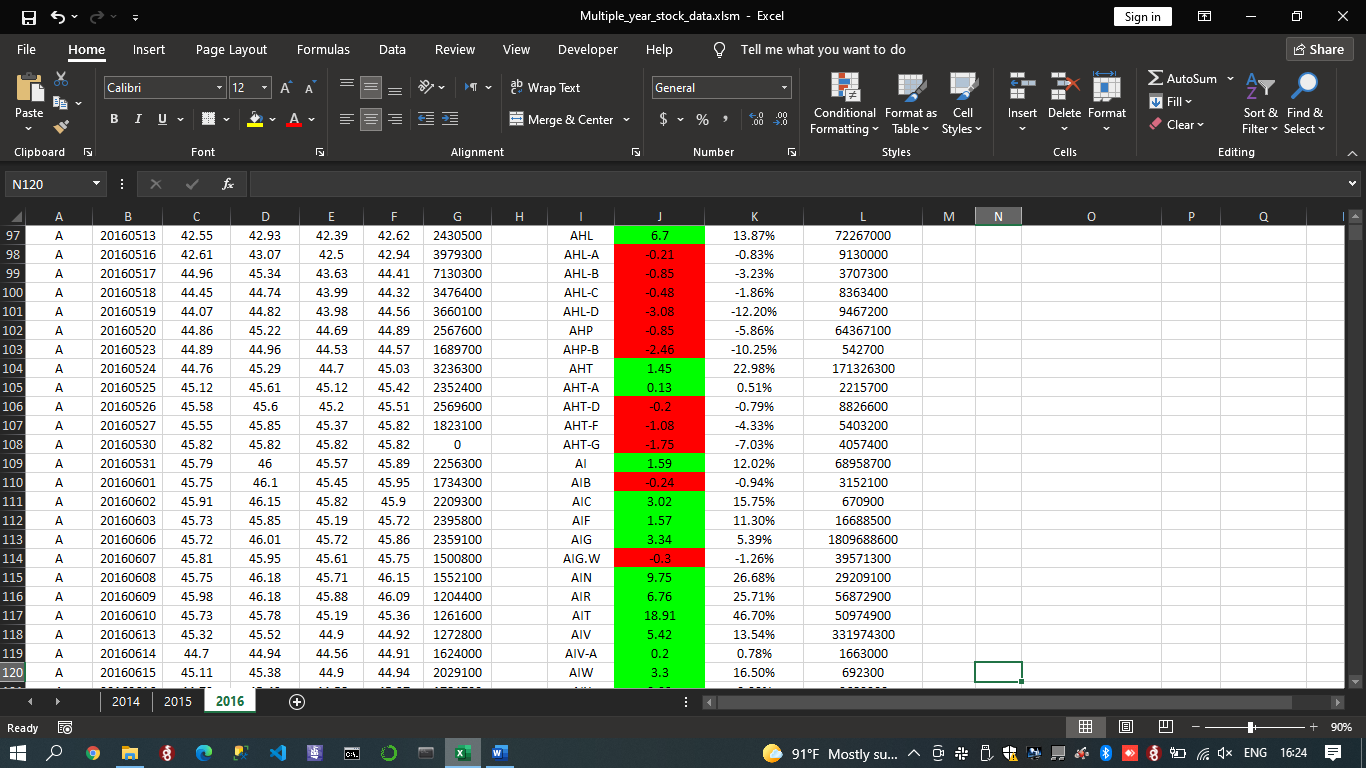 Multiple_year_stock_data.xlsm - Excel
Sign in
File Home Insert Page Layout Formulas Data Review View Developer Help Tell me what you want to do Share
Calibri 12 ab Wrap Text General AutoSum
Paste B I U Merge & Center $ % Conditional Formatting Format as Table Cell Styles Insert Delete Format Fill Clear Sort & Filter Find & Select
Clipboard Font Alignment Number Styles Cells Editing
N120 fx
A B C D E F G H I J K L M N O P Q
97 A 20160513 42.55 42.93 42.39 42.62 2430500 AHL 6.7 13.87% 72267000
98 A 20160516 42.61 43.07 42.5 42.94 3979300 AHL-A -0.21 -0.83% 9130000
99 A 20160517 44.96 45.34 43.63 44.41 7130300 AHL-B -0.85 -3.23% 3707300
100 A 20160518 44.45 44.74 43.99 44.32 3476400 AHL-C -0.48 -1.86% 8363400
101 A 20160519 44.07 44.82 43.98 44.56 3660100 AHL-D -3.08 -12.20% 9467200
102 A 20160520 44.86 45.22 44.69 44.89 2567600 AHP -0.85 -5.86% 64367100
103 A 20160523 44.89 44.96 44.53 44.57 1689700 AHP-B -2.46 -10.25% 542700
104 A 20160524 44.76 45.29 44.7 45.03 3236300 AHT 1.45 22.98% 171326300
105 A 20160525 45.12 45.61 45.12 45.42 2352400 AHT-A 0.13 0.51% 2215700
106 A 20160526 45.58 45.6 45.2 45.51 2569600 AHT-D -0.2 -0.79% 8826600
107 A 20160527 45.55 45.85 45.37 45.82 1823100 AHT-F -1.08 -4.33% 5403200
108 A 20160530 45.82 45.82 45.82 45.82 0 AHT-G -1.75 -7.03% 4057400
109 A 20160531 45.79 46 45.57 45.89 2256300 AI 1.59 12.02% 68958700
110 A 20160601 45.75 46.1 45.45 45.95 1734300 AIB -0.24 -0.94% 3152100
111 A 20160602 45.91 46.15 45.82 45.9 2209300 AIC 3.02 15.75% 670900
112 A 20160603 45.73 45.85 45.19 45.72 2395800 AIF 1.57 11.30% 16688500
113 A 20160606 45.72 46.01 45.72 45.86 2359100 AIG 3.34 5.39% 1809688600
114 A 20160607 45.81 45.95 45.61 45.75 1500800 AIG.W -0.3 -1.26% 39571300
115 A 20160608 45.75 46.18 45.71 46.15 1552100 AIN 9.75 26.68% 29209100
116 A 20160609 45.98 46.18 45.88 46.09 1204400 AIR 6.76 25.71% 56872900
117 A 20160610 45.73 45.78 45.19 45.36 1261600 AIT 18.91 46.70% 50974900
118 A 20160613 45.32 45.52 44.9 44.92 1272800 AIV 5.42 13.54% 331974300
119 A 20160614 44.7 44.94 44.56 44.91 1624000 AIV-A 0.2 0.78% 1663000
120 A 20160615 45.11 45.38 44.9 44.94 2029100 AIW 3.3 16.50% 692300
2014 2015 2016
Ready 90%
91°F Mostly su... ENG 16:24